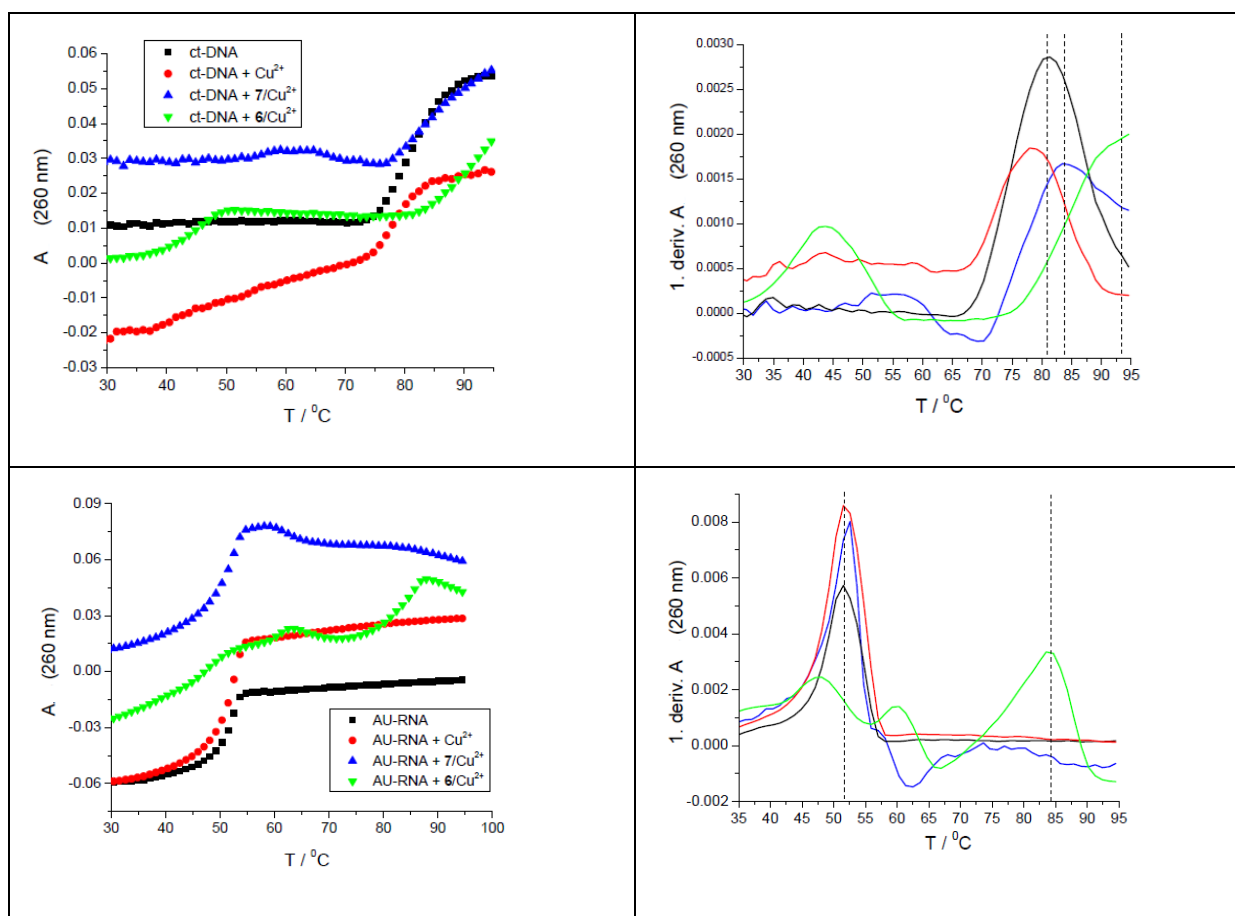 0.06
0.05
0.04
0.03
0.02
0.01
0.00
-0.01
-0.02
-0.03
A (260 nm)
ct-DNA
ct-DNA + Cu²⁺
ct-DNA + 7/Cu²⁺
ct-DNA + 6/Cu²⁺
30 40 50 60 70 80 90
T / ⁰C
0.0030
0.0025
0.0020
0.0015
0.0010
0.0005
0.0000
-0.0005
1. deriv. A (260 nm)
30 35 40 45 50 55 60 65 70 75 80 85 90 95
T / ⁰C
0.09
0.06
0.03
0.00
-0.03
-0.06
A (260 nm)
AU-RNA
AU-RNA + Cu²⁺
AU-RNA + 7/Cu²⁺
AU-RNA + 6/Cu²⁺
30 40 50 60 70 80 90 100
T / ⁰C
0.008
0.006
0.004
0.002
0.000
-0.002
1. deriv. A (260 nm)
35 40 45 50 55 60 65 70 75 80 85 90 95
T / ⁰C